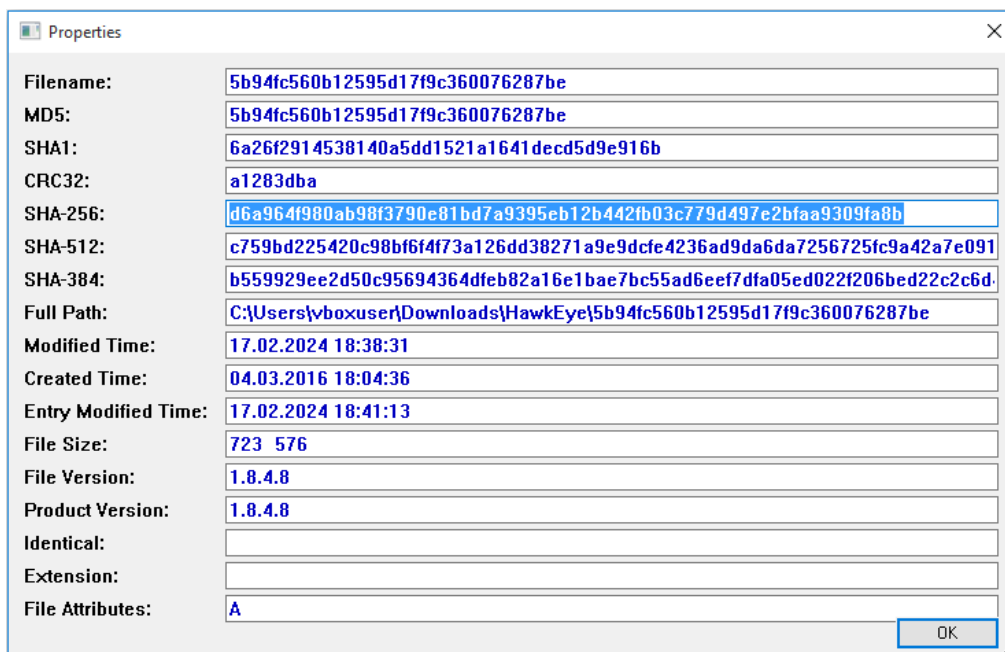 Properties
Filename: 5b94fc560b12595d17f9c360076287be
MD5: 5b94fc560b12595d17f9c360076287be
SHA1: 6a26f2914538140a5dd1521a1641decd5d9e916b
CRC32: a1283dba
SHA-256: d6a964f980ab98f3790e81bd7a9395eb12b442fb03c779d497e2bfaa9309fa8b
SHA-512: c759bd225420c98bf6f4f73a126dd38271a9e9dcfe4236ad9da6da7256725fc9a42a7e091
SHA-384: b559929ee2d50c95694364dfeb82a16e1bae7bc55ad6eef7dfa05ed022f206bed22c2c6d
Full Path: C:\Users\vboxuser\Downloads\HawkEye\5b94fc560b12595d17f9c360076287be
Modified Time: 17.02.2024 18:38:31
Created Time: 04.03.2016 18:04:36
Entry Modified Time: 17.02.2024 18:41:13
File Size: 723 576
File Version: 1.8.4.8
Product Version: 1.8.4.8
Identical:
Extension:
File Attributes: A
OK